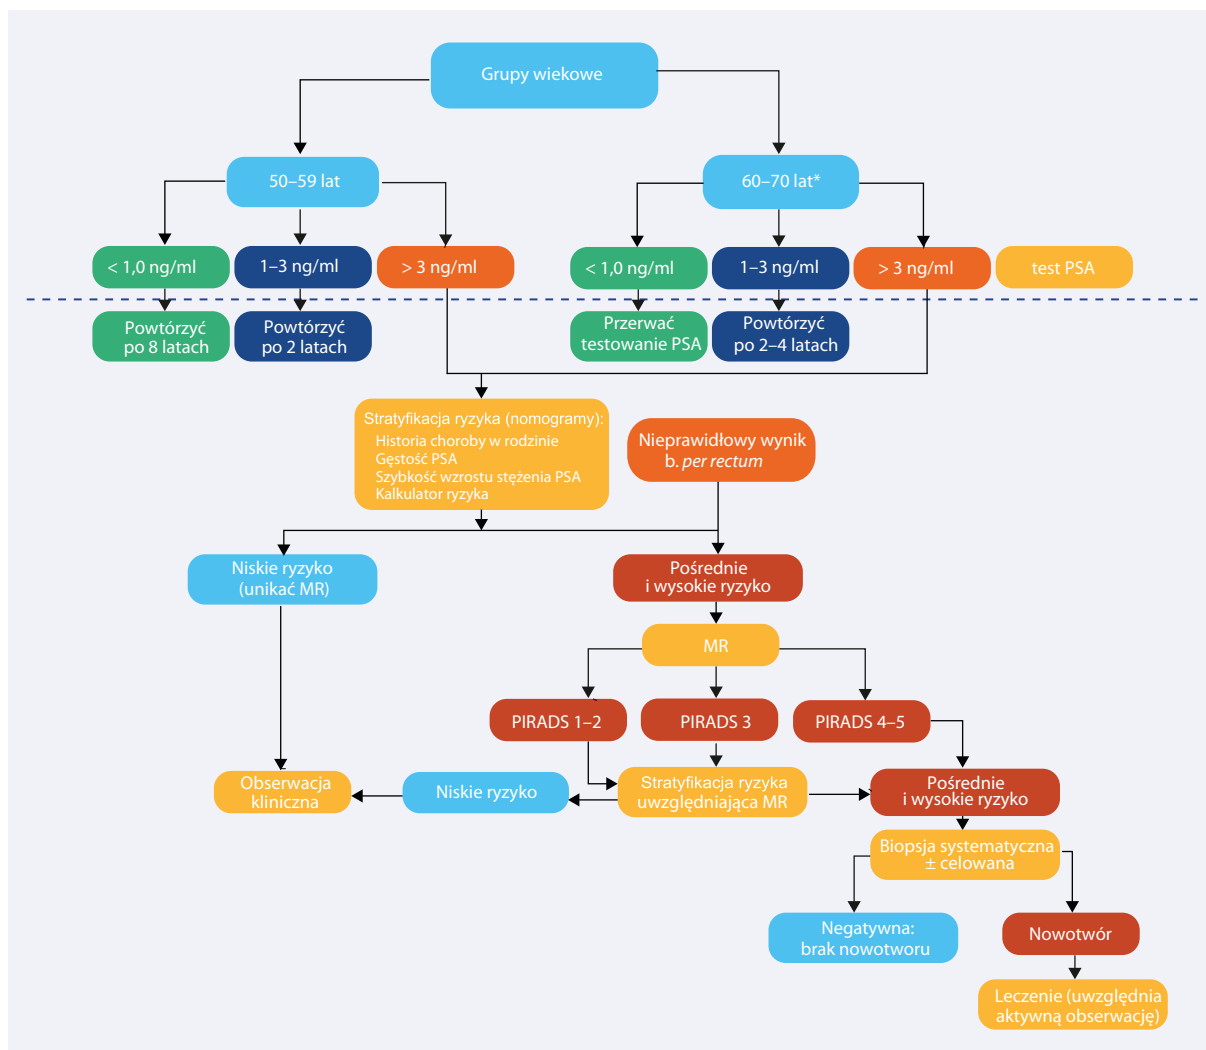 Grupy wiekowe
50–59 lat
60–70 lat*
< 1,0 ng/ml
1–3 ng/ml
> 3 ng/ml
< 1,0 ng/ml
1–3 ng/ml
> 3 ng/ml
test PSA
Powtórzyć
po 8 latach
Powtórzyć
po 2 latach
Przerwać
testowanie PSA
Powtórzyć
po 2–4 latach
Stratyfikacja ryzyka (nomogramy):
Historia choroby w rodzinie
Gęstość PSA
Szybkość wzrostu stężenia PSA
Kalkulator ryzyka
Nieprawidłowy wynik
b. per rectum
Niskie ryzyko
(unikać MR)
Pośrednie
i wysokie ryzyko
MR
PIRADS 1–2
PIRADS 3
PIRADS 4–5
Obserwacja
kliniczna
Niskie ryzyko
Stratyfikacja ryzyka
uwzględniająca MR
Pośrednie
i wysokie ryzyko
Biopsja systematyczna
± celowana
Negatywna:
brak nowotworu
Nowotwór
Leczenie (uwzględnia
aktywną obserwację)